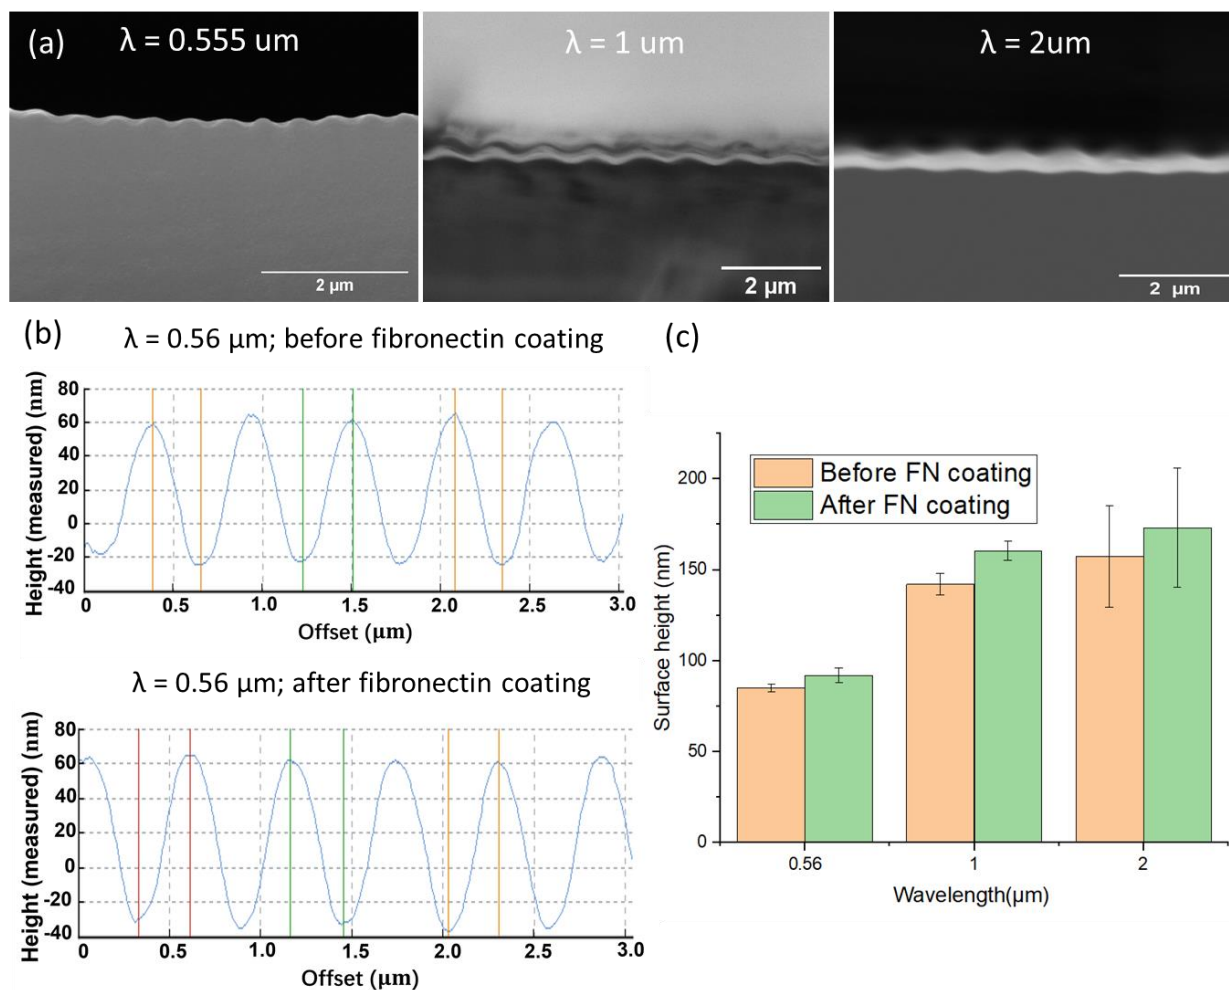 (a)
λ = 0.555 um
λ = 1 um
λ = 2um
2 µm
2 µm
2 µm
(b)
λ = 0.56 µm; before fibronectin coating
Height (measured) (nm)
80
60
40
20
0
-20
-40
0
0.5
1.0
1.5
2.0
2.5
3.0
Offset (µm)
λ = 0.56 µm; after fibronectin coating
Height (measured) (nm)
80
60
40
20
0
-20
-40
0
0.5
1.0
1.5
2.0
2.5
3.0
Offset (µm)
(c)
Before FN coating
After FN coating
Surface height (nm)
200
150
100
50
0
0.56
1
2
Wavelength(µm)